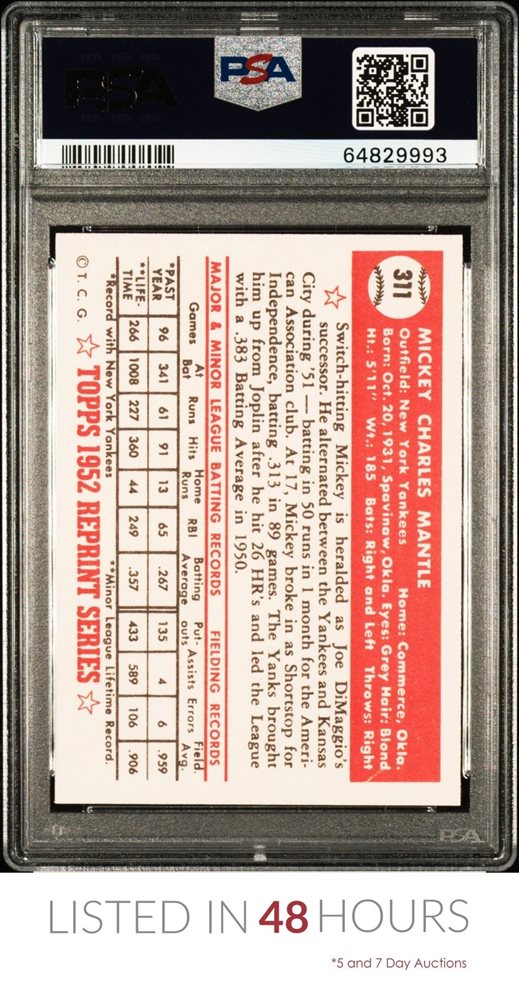 PSA
PSA
64829993
311
MICKEY CHARLES MANTLE
Outfield: New York Yankees Home: Commerce, Okla.
Born: Oct. 20, 1931, Spavinaw, Okla. Eyes: Grey Hair: Blond
Ht.: 5'11" Wt.: 185 Bats: Right and Left Throws: Right
Switch-hitting Mickey is heralded as Joe DiMaggio's
successor. He alternated between the Yankees and Kansas
City during '51 — batting in 50 runs in 1 month for the Ameri-
can Association club. At 17, Mickey broke in as Shortstop for
Independence, batting .313 in 89 games. The Yanks brought
him up from Joplin after he hit 26 HR's and led the League
with a .383 Batting Average in 1950.
MAJOR & MINOR LEAGUE BATTING RECORDS FIELDING RECORDS
Games At Bat Runs Hits Home Runs RBI Batting Average Put-outs Assists Errors Field. Avg.
*PAST YEAR 96 341 61 91 13 65 .267 135 4 6 .959
**LIFE-TIME 266 1008 227 360 44 249 .357 433 589 106 .906
*Record with New York Yankees **Minor League Lifetime Record.
© T. C. G. ☆ TOPPS 1952 REPRINT SERIES ☆
PSA
LISTED IN 48 HOURS
*5 and 7 Day Auctions